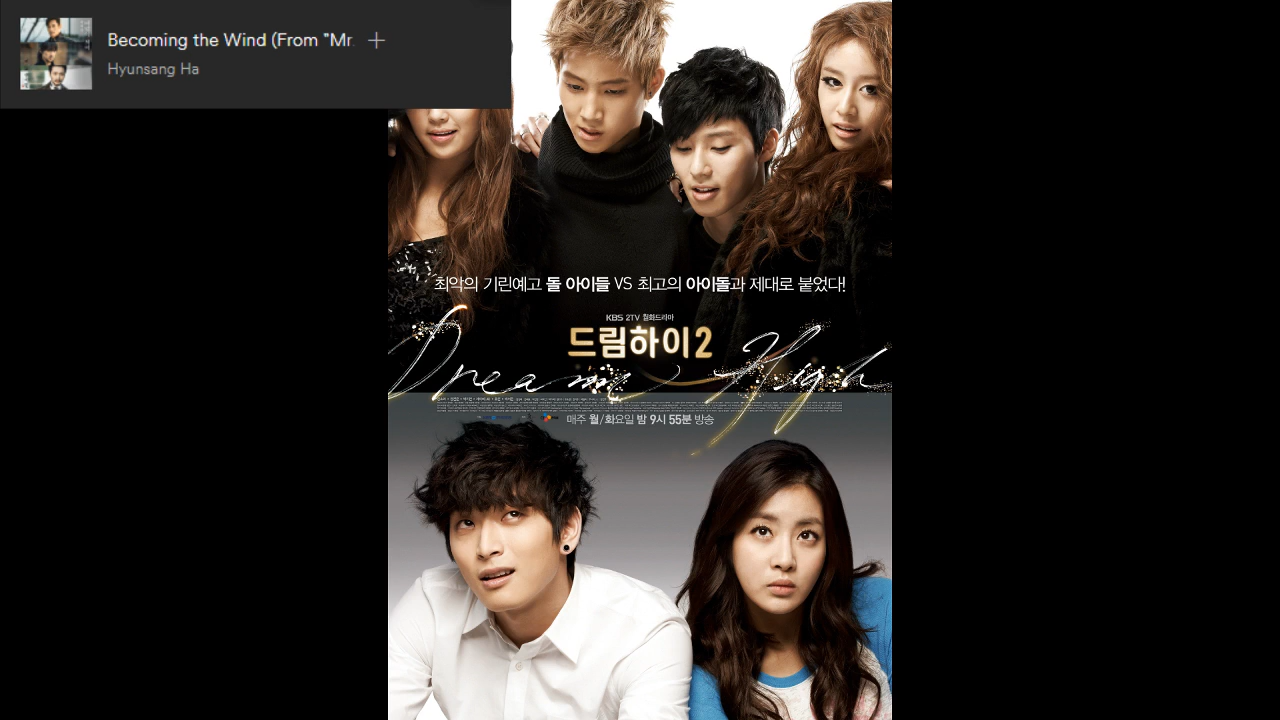 Becoming the Wind (From "Mr.
Hyunsang Ha
최악의 기린예고 돌 아이들 VS 최고의 아이돌과 제대로 붙었다!
KBS 2TV 월화드라마
드림하이2
Dream High
매주 월/화요일 밤 9시 55분 방송